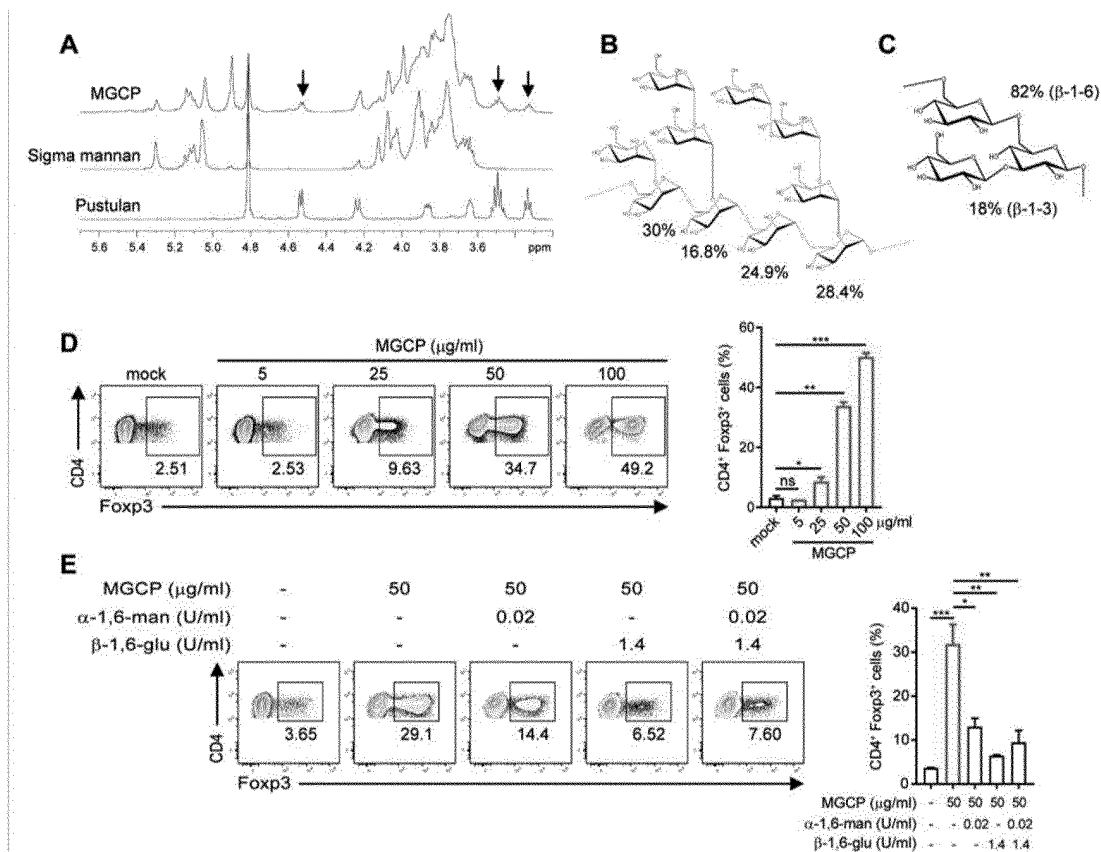 A
MGCP
Sigma mannan
Pustulan
5.6 5.4 5.2 5.0 4.8 4.6 4.4 4.2 4.0 3.8 3.6 ppm
B
30%
16.8%
24.9%
28.4%
C
82% (β-1-6)
18% (β-1-3)
D
MGCP (μg/ml)
mock 5 25 50 100
2.51 2.53 9.63 34.7 49.2
CD4
Foxp3
CD4+ Foxp3+ cells (%)
60
40
20
0
***
**
*
ns
mock 5 25 50 100 μg/ml
MGCP
E
MGCP (μg/ml) - 50 50 50 50
α-1,6-man (U/ml) - - 0.02 - 0.02
β-1,6-glu (U/ml) - - - 1.4 1.4
3.65 29.1 14.4 6.52 7.60
CD4
Foxp3
CD4+ Foxp3+ cells (%)
40
30
20
10
0
**
**
*
***
MGCP (μg/ml) - 50 50 50 50
α-1,6-man (U/ml) - - 0.02 - 0.02
β-1,6-glu (U/ml) - - - 1.4 1.4